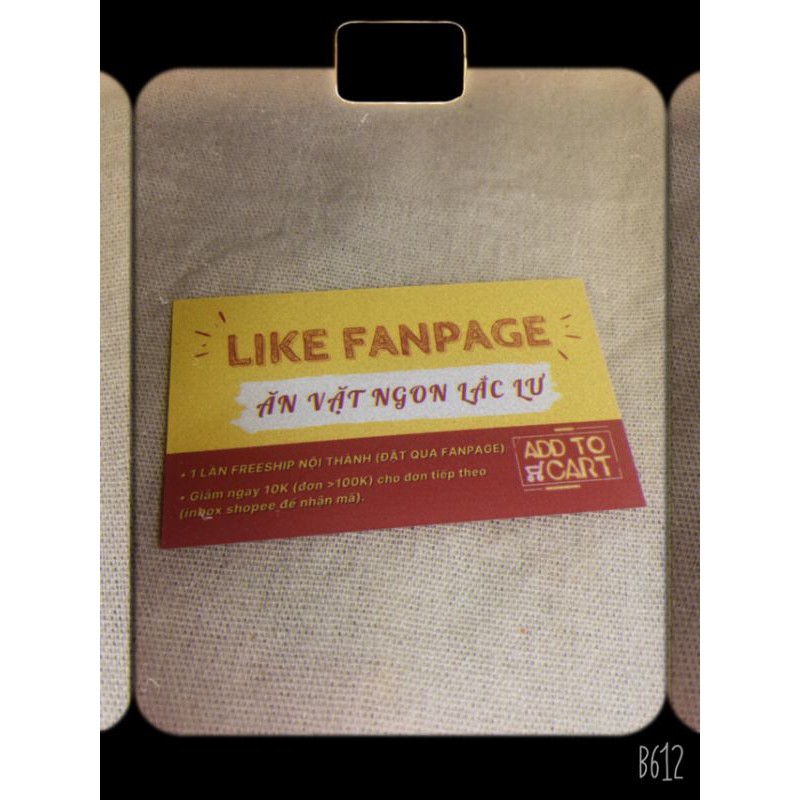 LIKE FANPAGE
ĂN VẶT NGON LẮC LƯ
• 1 LẦN FREESHIP NỘI THÀNH (ĐẶT QUA FANPAGE)
• Giảm ngay 10K (đơn >100K) cho đơn tiếp theo
(inbox shopee để nhận mã).
ADD TO
CART
B612